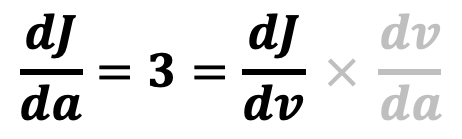 dJ/da = 3 = dJ/dv × dv/da